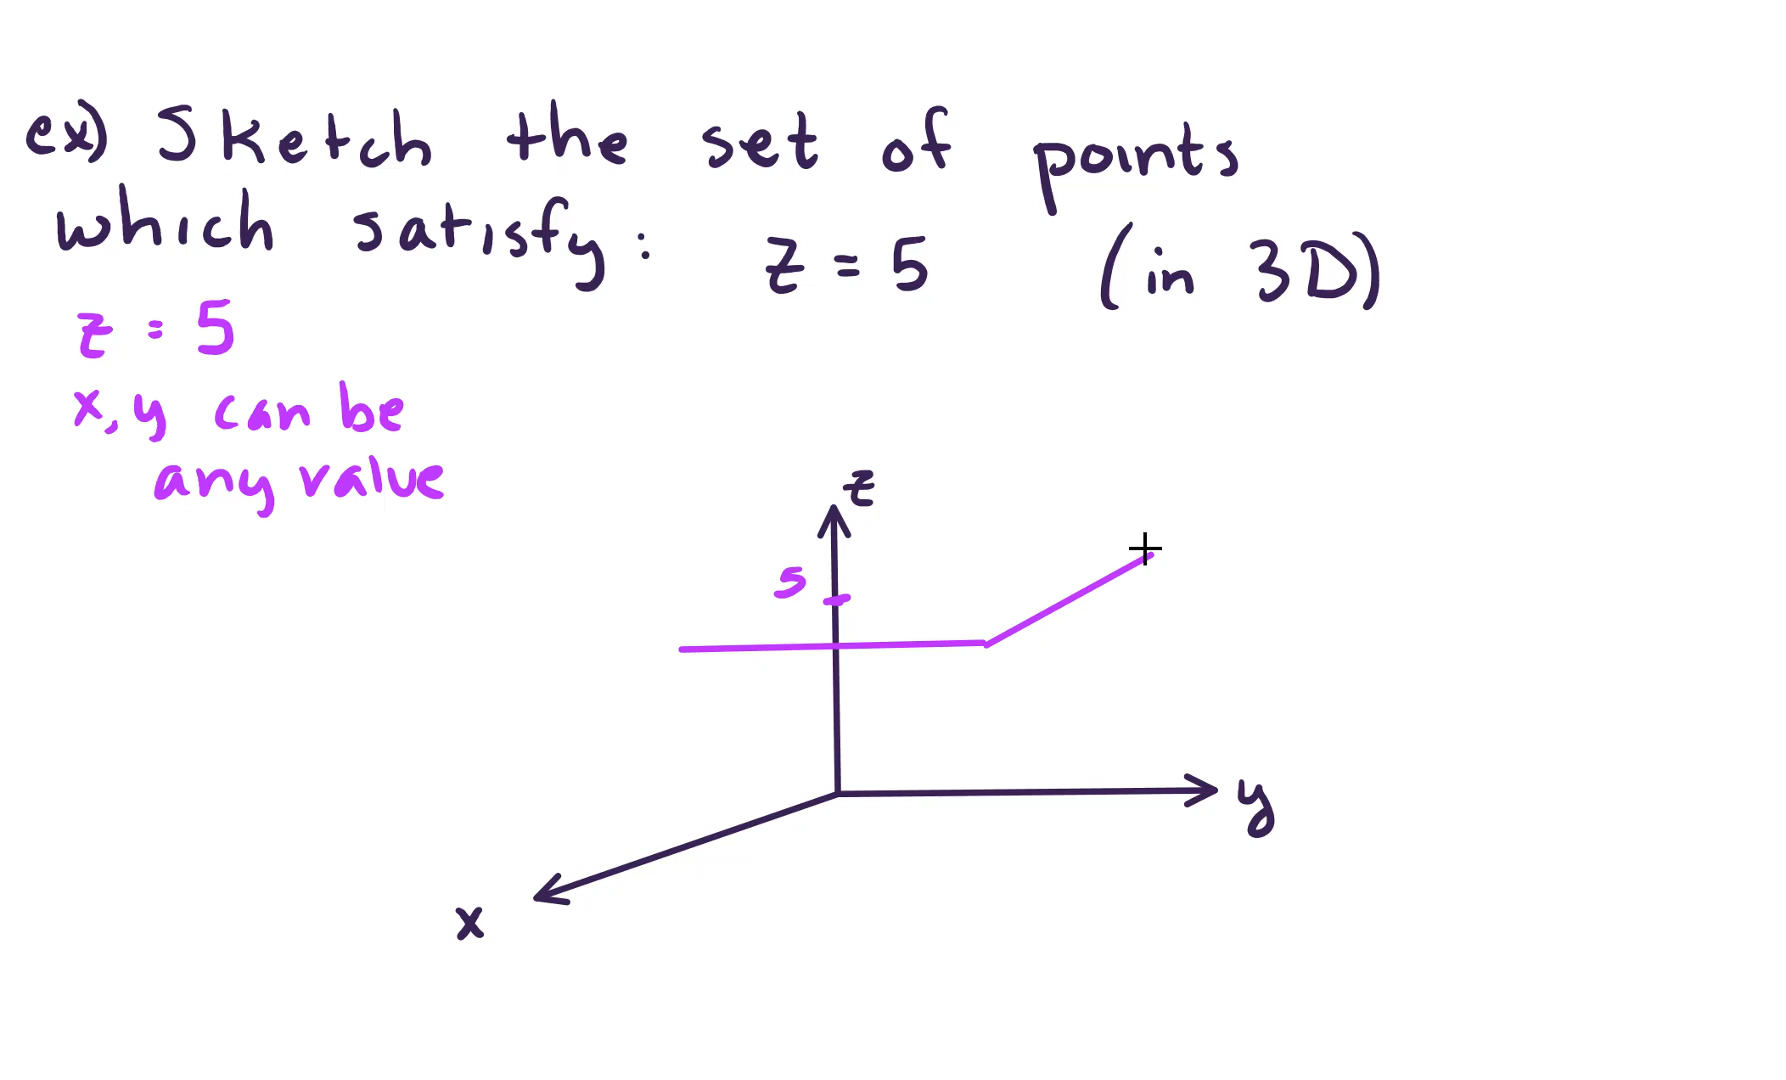 ex) Sketch the set of points
which satisfy: z = 5 (in 3D)
z = 5
x, y can be
any value
z
5
y
x